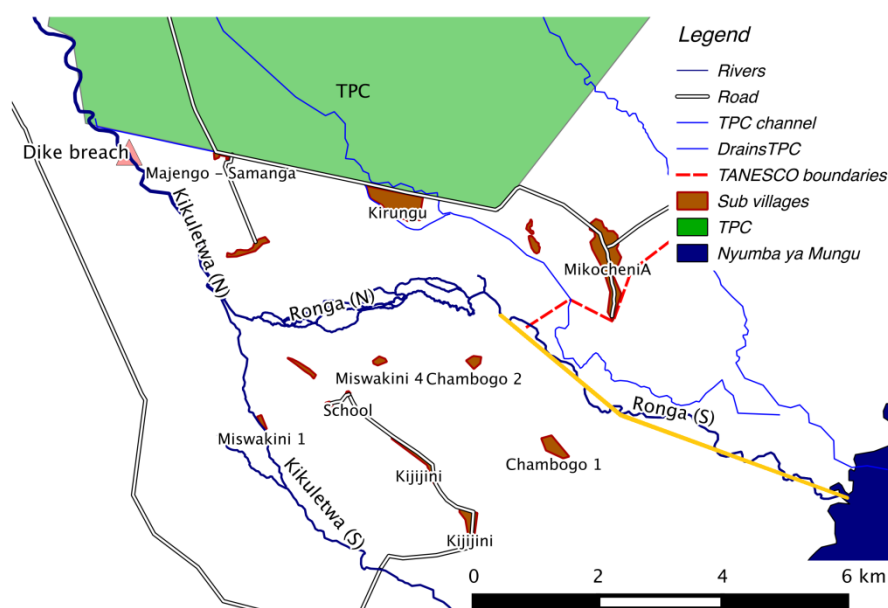 Legend
Rivers
Road
TPC channel
DrainsTPC
TANESCO boundaries
Sub villages
TPC
Nyumba ya Mungu
TPC
Dike breach
Majengo - Samanga
Kirungu
MikocheniA
Kikuletwa (N)
Ronga (N)
Miswakini 4
Chambogo 2
School
Ronga (S)
Miswakini 1
Kijijini
Chambogo 1
Kikuletwa (S)
Kijijini
0 2 4 6 km